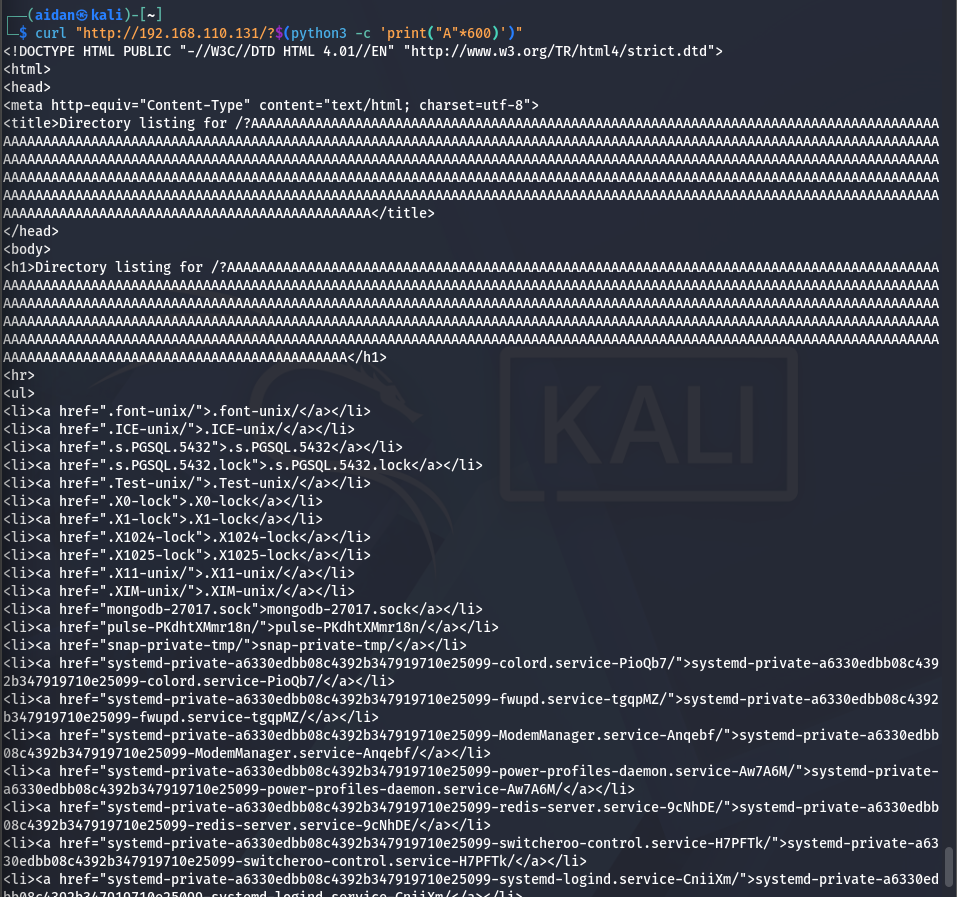 ┌──(aidan㉿kali)-[~]
└─$ curl "http://192.168.110.131/?$(python3 -c 'print("A"*600)')"
<!DOCTYPE HTML PUBLIC "-//W3C//DTD HTML 4.01//EN" "http://www.w3.org/TR/html4/strict.dtd">
<html>
<head>
<meta http-equiv="Content-Type" content="text/html; charset=utf-8">
<title>Directory listing for /?AAAAAAAAAAAAAAAAAAAAAAAAAAAAAAAAAAAAAAAAAAAAAAAAAAAAAAAAAAAAAAAAAAAAAAAAAAAAAAAAAAAAAA
AAAAAAAAAAAAAAAAAAAAAAAAAAAAAAAAAAAAAAAAAAAAAAAAAAAAAAAAAAAAAAAAAAAAAAAAAAAAAAAAAAAAAAAAAAAAAAAAAAAAAAAAAAAAAAAAAAAAA
AAAAAAAAAAAAAAAAAAAAAAAAAAAAAAAAAAAAAAAAAAAAAAAAAAAAAAAAAAAAAAAAAAAAAAAAAAAAAAAAAAAAAAAAAAAAAAAAAAAAAAAAAAAAAAAAAAAAA
AAAAAAAAAAAAAAAAAAAAAAAAAAAAAAAAAAAAAAAAAAAAAAAAAAAAAAAAAAAAAAAAAAAAAAAAAAAAAAAAAAAAAAAAAAAAAAAAAAAAAAAAAAAAAAAAAAAAA
AAAAAAAAAAAAAAAAAAAAAAAAAAAAAAAAAAAAAAAAAAAAAAAAAAAAAAAAAAAAAAAAAAAAAAAAAAAAAAAAAAAAAAAAAAAAAAAAAAAAAAAAAAAAAAAAAAAAA
AAAAAAAAAAAAAAAAAAAAAAAAAAAAAAAAAAAAAAAAAAAAAA</title>
</head>
<body>
<h1>Directory listing for /?AAAAAAAAAAAAAAAAAAAAAAAAAAAAAAAAAAAAAAAAAAAAAAAAAAAAAAAAAAAAAAAAAAAAAAAAAAAAAAAAAAAAAAAAA
AAAAAAAAAAAAAAAAAAAAAAAAAAAAAAAAAAAAAAAAAAAAAAAAAAAAAAAAAAAAAAAAAAAAAAAAAAAAAAAAAAAAAAAAAAAAAAAAAAAAAAAAAAAAAAAAAAAAA
AAAAAAAAAAAAAAAAAAAAAAAAAAAAAAAAAAAAAAAAAAAAAAAAAAAAAAAAAAAAAAAAAAAAAAAAAAAAAAAAAAAAAAAAAAAAAAAAAAAAAAAAAAAAAAAAAAAAA
AAAAAAAAAAAAAAAAAAAAAAAAAAAAAAAAAAAAAAAAAAAAAAAAAAAAAAAAAAAAAAAAAAAAAAAAAAAAAAAAAAAAAAAAAAAAAAAAAAAAAAAAAAAAAAAAAAAAA
AAAAAAAAAAAAAAAAAAAAAAAAAAAAAAAAAAAAAAAAAAAAAAAAAAAAAAAAAAAAAAAAAAAAAAAAAAAAAAAAAAAAAAAAAAAAAAAAAAAAAAAAAAAAAAAAAAAAA
AAAAAAAAAAAAAAAAAAAAAAAAAAAAAAAAAAAAAAAAAAA</h1>
<hr>
<ul>
<li><a href=".font-unix/">.font-unix/</a></li>
<li><a href=".ICE-unix/">.ICE-unix/</a></li>
<li><a href=".s.PGSQL.5432">.s.PGSQL.5432</a></li>
<li><a href=".s.PGSQL.5432.lock">.s.PGSQL.5432.lock</a></li>
<li><a href=".Test-unix/">.Test-unix/</a></li>
<li><a href=".X0-lock">.X0-lock</a></li>
<li><a href=".X1-lock">.X1-lock</a></li>
<li><a href=".X1024-lock">.X1024-lock</a></li>
<li><a href=".X1025-lock">.X1025-lock</a></li>
<li><a href=".X11-unix/">.X11-unix/</a></li>
<li><a href=".XIM-unix/">.XIM-unix/</a></li>
<li><a href="mongodb-27017.sock">mongodb-27017.sock</a></li>
<li><a href="pulse-PKdhtXMmr18n/">pulse-PKdhtXMmr18n/</a></li>
<li><a href="snap-private-tmp/">snap-private-tmp/</a></li>
<li><a href="systemd-private-a6330edbb08c4392b347919710e25099-colord.service-PioQb7/">systemd-private-a6330edbb08c439
2b347919710e25099-colord.service-PioQb7/</a></li>
<li><a href="systemd-private-a6330edbb08c4392b347919710e25099-fwupd.service-tgqpMZ/">systemd-private-a6330edbb08c4392
b347919710e25099-fwupd.service-tgqpMZ/</a></li>
<li><a href="systemd-private-a6330edbb08c4392b347919710e25099-ModemManager.service-Anqebf/">systemd-private-a6330edbb
08c4392b347919710e25099-ModemManager.service-Anqebf/</a></li>
<li><a href="systemd-private-a6330edbb08c4392b347919710e25099-power-profiles-daemon.service-Aw7A6M/">systemd-private-
a6330edbb08c4392b347919710e25099-power-profiles-daemon.service-Aw7A6M/</a></li>
<li><a href="systemd-private-a6330edbb08c4392b347919710e25099-redis-server.service-9cNhDE/">systemd-private-a6330edbb
08c4392b347919710e25099-redis-server.service-9cNhDE/</a></li>
<li><a href="systemd-private-a6330edbb08c4392b347919710e25099-switcheroo-control.service-H7PFTk/">systemd-private-a63
30edbb08c4392b347919710e25099-switcheroo-control.service-H7PFTk/</a></li>
<li><a href="systemd-private-a6330edbb08c4392b347919710e25099-systemd-logind.service-CniiXm/">systemd-private-a6330ed
bb08c4392b347919710e25099-systemd-logind.service-CniiXm/</a></li>
KALI